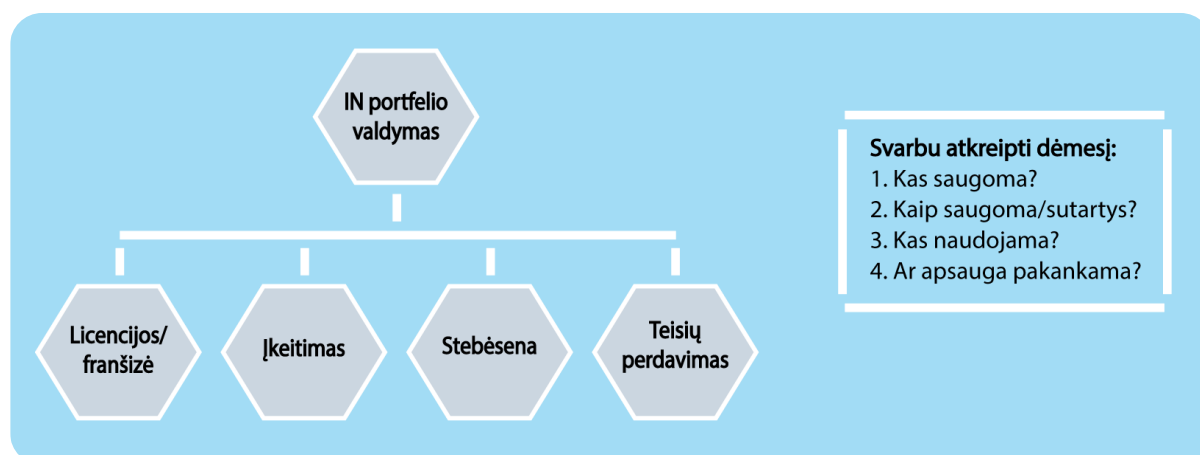 IN portfelio
valdymas
Svarbu atkreipti dėmesį:
1. Kas saugoma?
2. Kaip saugoma/sutartys?
3. Kas naudojama?
4. Ar apsauga pakankama?
Licencijos/
franšizė
Įkeitimas
Stebėsena
Teisių
perdavimas